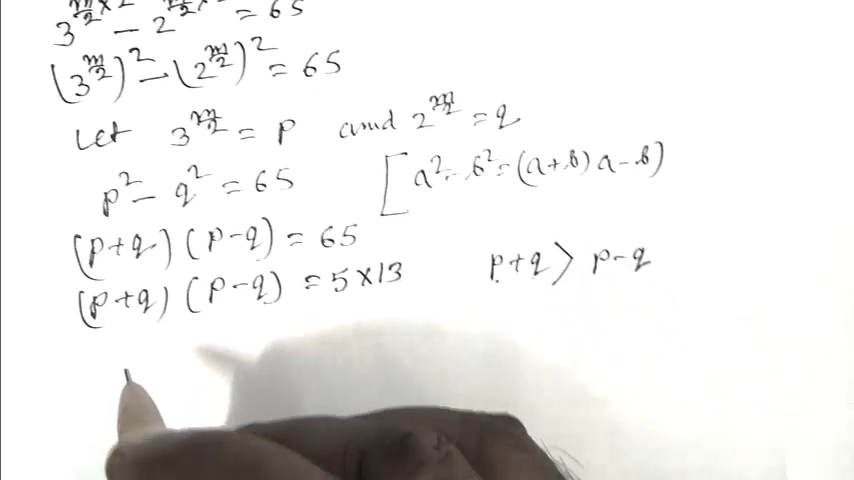 3^(m/2 × 2) − 2^(m/2 × 2) = 65
(3^(m/2))² − (2^(m/2))² = 65
Let 3^(m/2) = p and 2^(m/2) = q
p² − q² = 65 [a² − b² = (a+b) a−b)
(p+q) (p−q) = 65
(p+q) (p−q) = 5×13 p+q > p−q